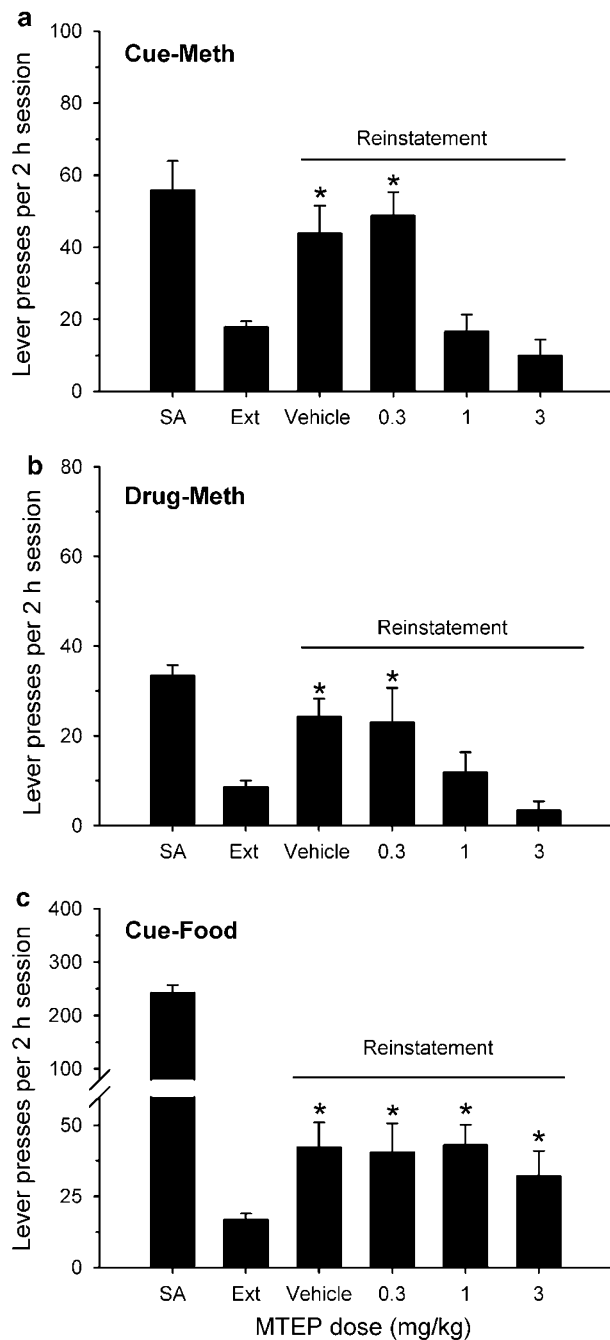 a
100
Cue-Meth
80
Reinstatement
60
* *
40
20
0
Lever presses per 2 h session
SA Ext Vehicle 0.3 1 3
b
80
Drug-Meth
60
Reinstatement
40
* *
20
0
Lever presses per 2 h session
SA Ext Vehicle 0.3 1 3
c
400
Cue-Food
300
200
Reinstatement
100
* * * *
50
25
0
Lever presses per 2 h session
SA Ext Vehicle 0.3 1 3
MTEP dose (mg/kg)